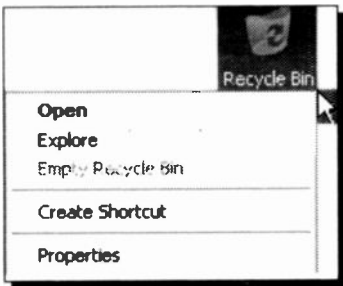 Recycle Bin
Open
Explore
Empty Recycle Bin
Create Shortcut
Properties